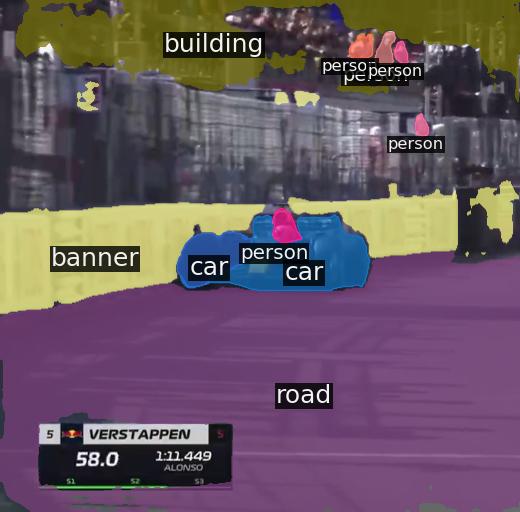 building
person
person
person
person
banner
person
car
car
road
5 VERSTAPPEN 5
58.0 1:11.449
ALONSO
S1 S2 S3